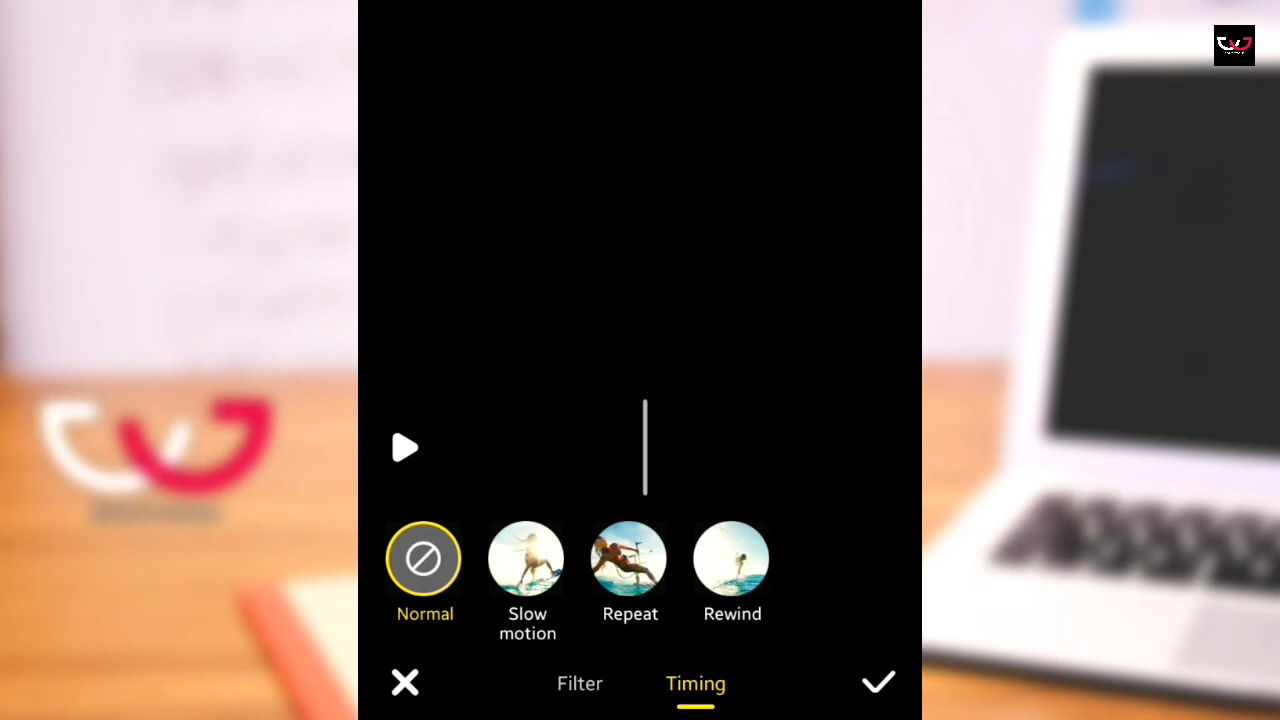 Normal
Slow
motion
Repeat
Rewind
Filter
Timing